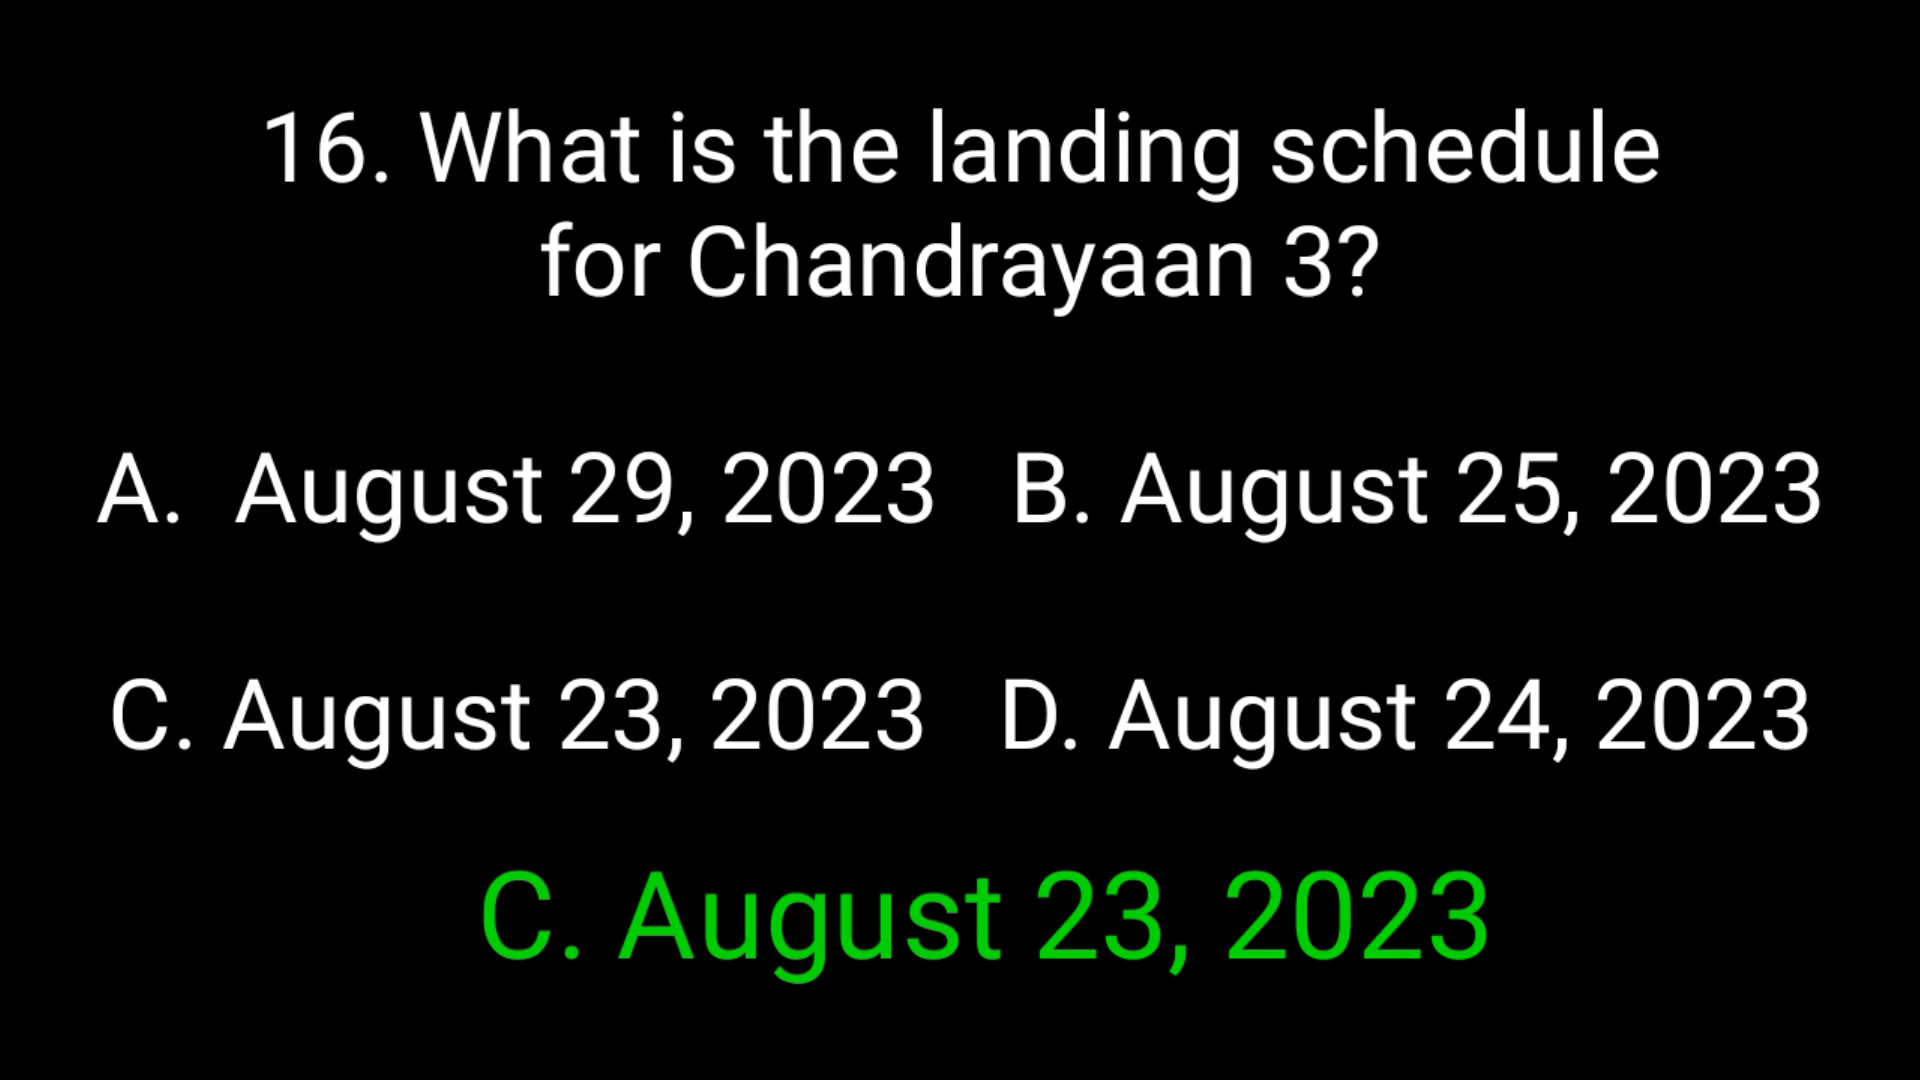 16. What is the landing schedule
for Chandrayaan 3?
A. August 29, 2023 B. August 25, 2023
C. August 23, 2023 D. August 24, 2023
C. August 23, 2023